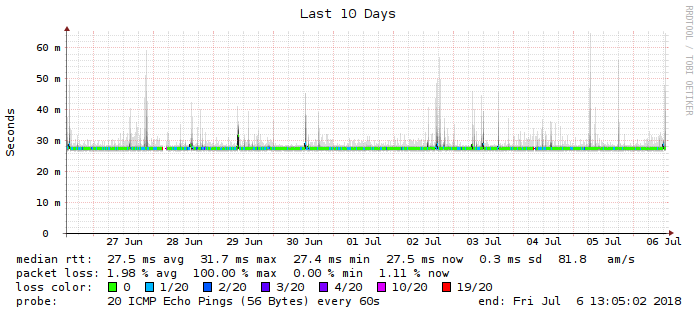 Last 10 Days
RRDTOOL / TOBI OETIKER
Seconds
60 m
50 m
40 m
30 m
20 m
10 m
0
27 Jun 28 Jun 29 Jun 30 Jun 01 Jul 02 Jul 03 Jul 04 Jul 05 Jul 06 Jul
median rtt: 27.5 ms avg 31.7 ms max 27.4 ms min 27.5 ms now 0.3 ms sd 81.8 am/s
packet loss: 1.98 % avg 100.00 % max 0.00 % min 1.11 % now
loss color: 0 1/20 2/20 3/20 4/20 10/20 19/20
probe: 20 ICMP Echo Pings (56 Bytes) every 60s end: Fri Jul 6 13:05:02 2018